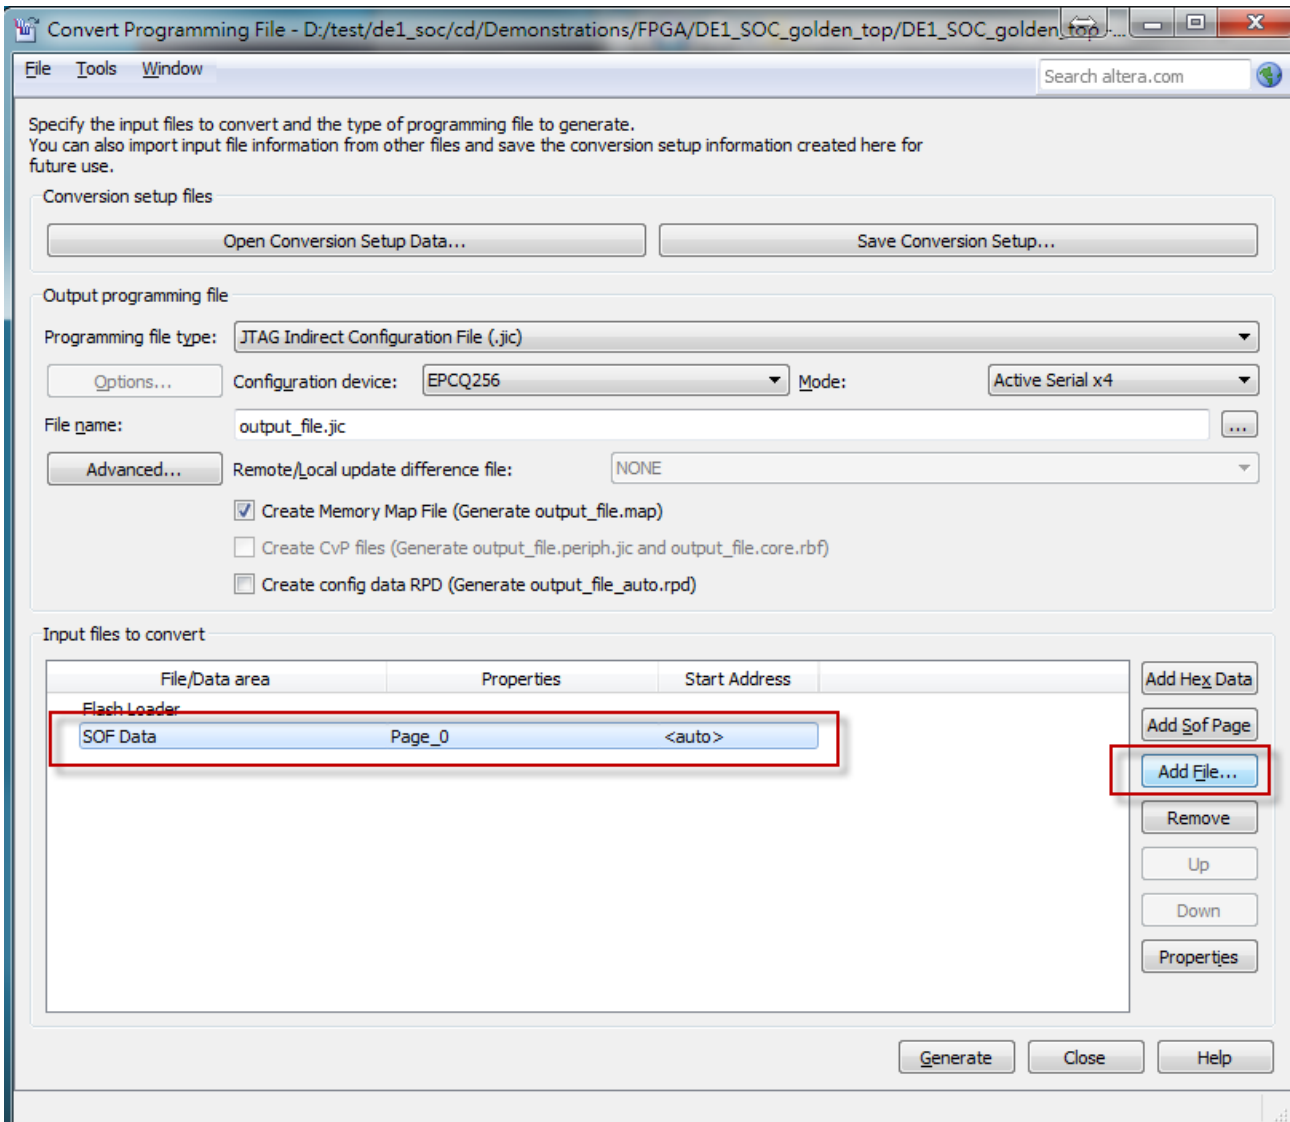 Convert Programming File - D:/test/de1_soc/cd/Demonstrations/FPGA/DE1_SOC_golden_top/DE1_SOC_golden_top -...
File Tools Window
Search altera.com
Specify the input files to convert and the type of programming file to generate.
You can also import input file information from other files and save the conversion setup information created here for
future use.
Conversion setup files
Open Conversion Setup Data...
Save Conversion Setup...
Output programming file
Programming file type:
JTAG Indirect Configuration File (.jic)
Options...
Configuration device:
EPCQ256
Mode:
Active Serial x4
File name:
output_file.jic
...
Advanced...
Remote/Local update difference file:
NONE
Create Memory Map File (Generate output_file.map)
Create CvP files (Generate output_file.periph.jic and output_file.core.rbf)
Create config data RPD (Generate output_file_auto.rpd)
Input files to convert
File/Data area Properties Start Address
Flash Loader
SOF Data Page_0 <auto>
Add Hex Data
Add Sof Page
Add File...
Remove
Up
Down
Properties
Generate
Close
Help